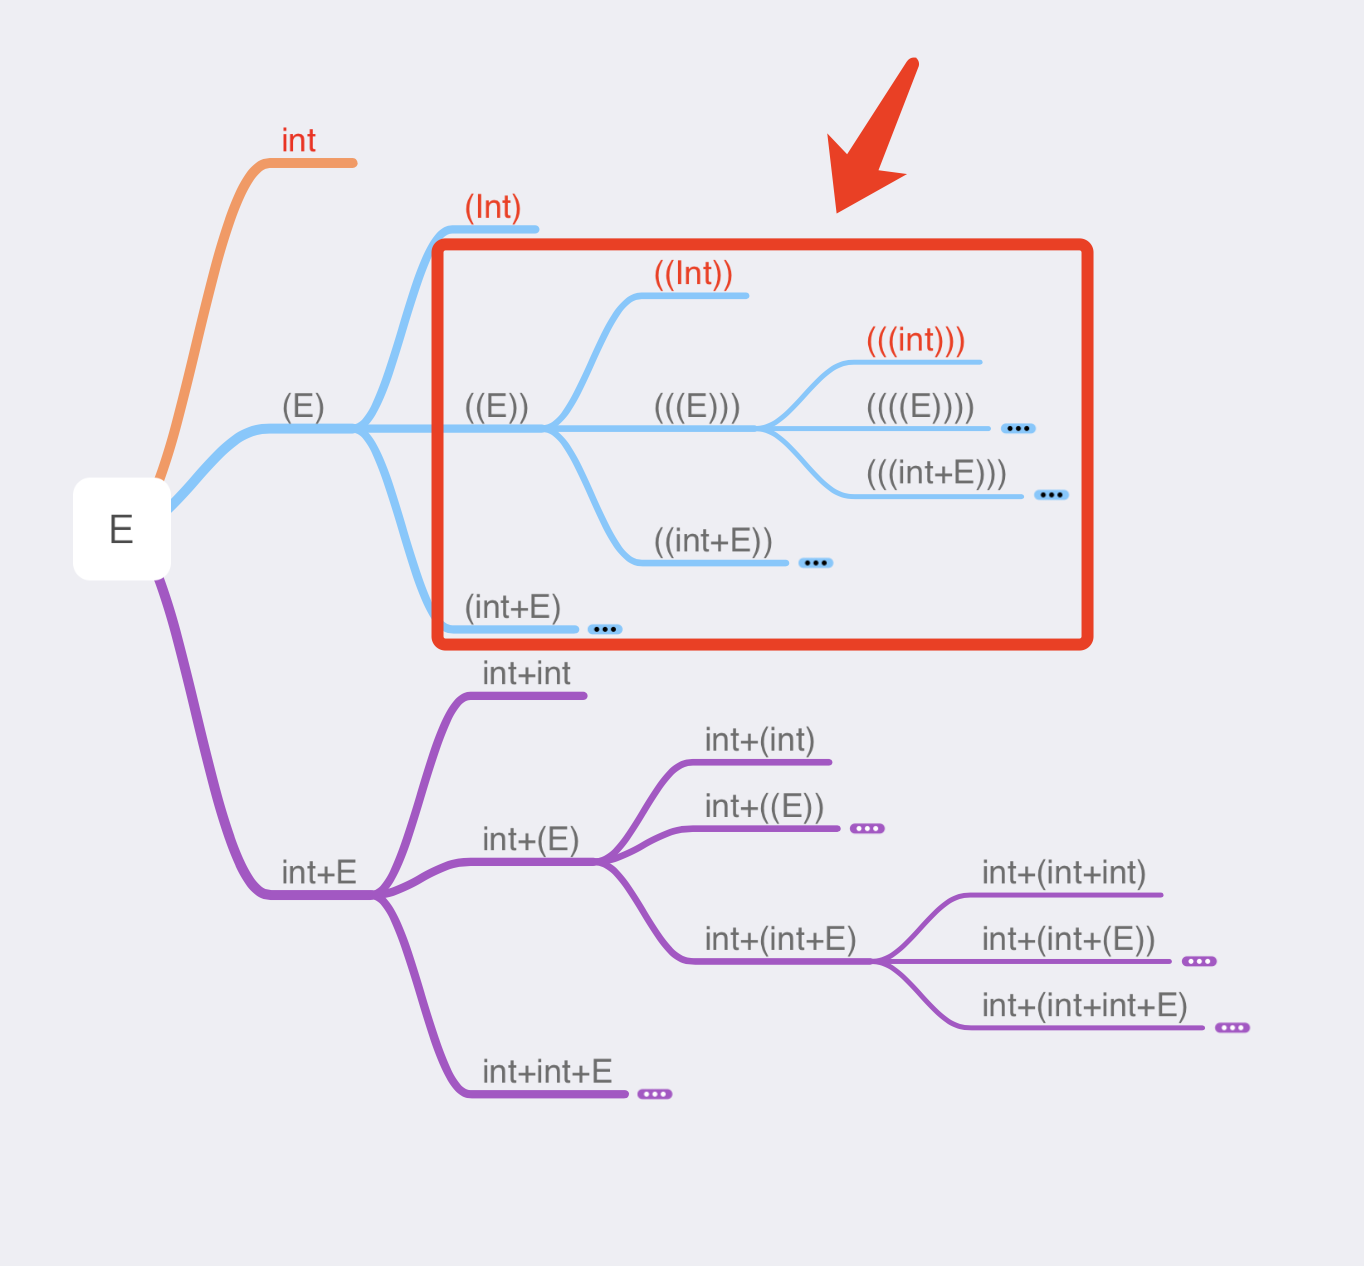 int
(Int)
((Int))
(((int)))
(E)
((E))
(((E)))
((((E))))
(((int+E)))
E
((int+E))
(int+E)
int+int
int+(int)
int+((E))
int+(E)
int+E
int+(int+int)
int+(int+E)
int+(int+(E))
int+(int+int+E)
int+int+E